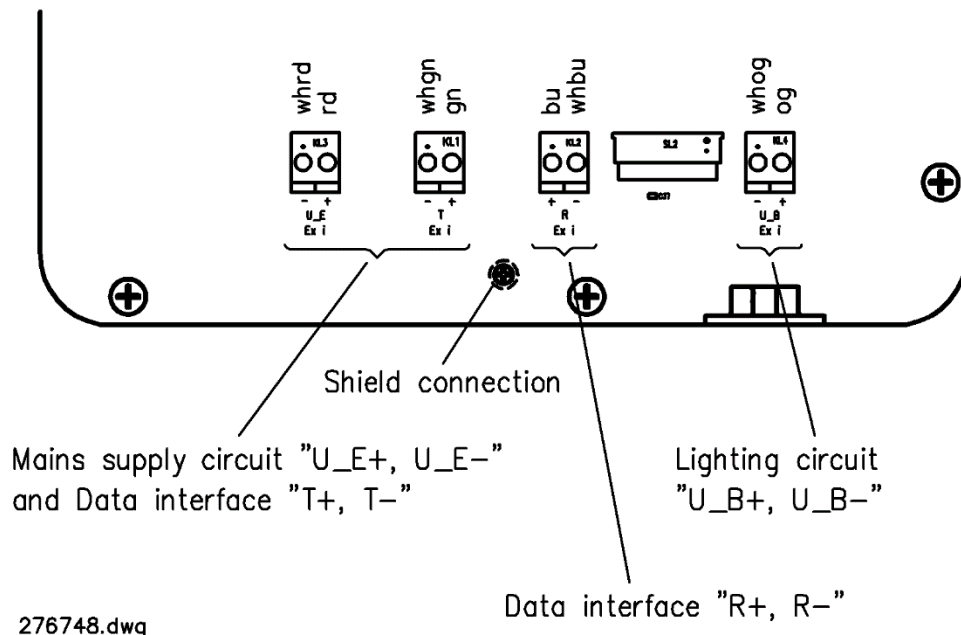 whrd
rd
whgn
gn
bu
whbu
whog
og
KL3
KL1
KL2
SL2
KL4
- +
- +
+ -
- +
U_E
T
R
U_B
Ex i
Ex i
Ex i
Ex i
Shield connection
Mains supply circuit "U_E+, U_E-"
and Data interface "T+, T-"
Lighting circuit
"U_B+, U_B-"
Data interface "R+, R-"
276748.dwg